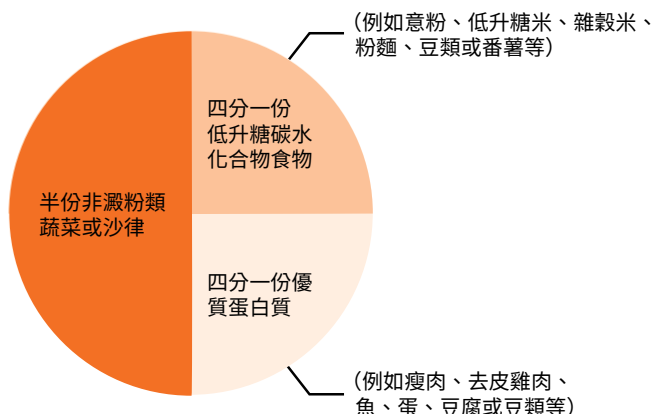 (例如意粉、低升糖米、雜穀米、
粉麵、豆類或番薯等)
四分一份
低升糖碳水
化合物食物
半份非澱粉類
蔬菜或沙律
四分一份優
質蛋白質
(例如瘦肉、去皮雞肉、
魚、蛋、豆腐或豆類等)